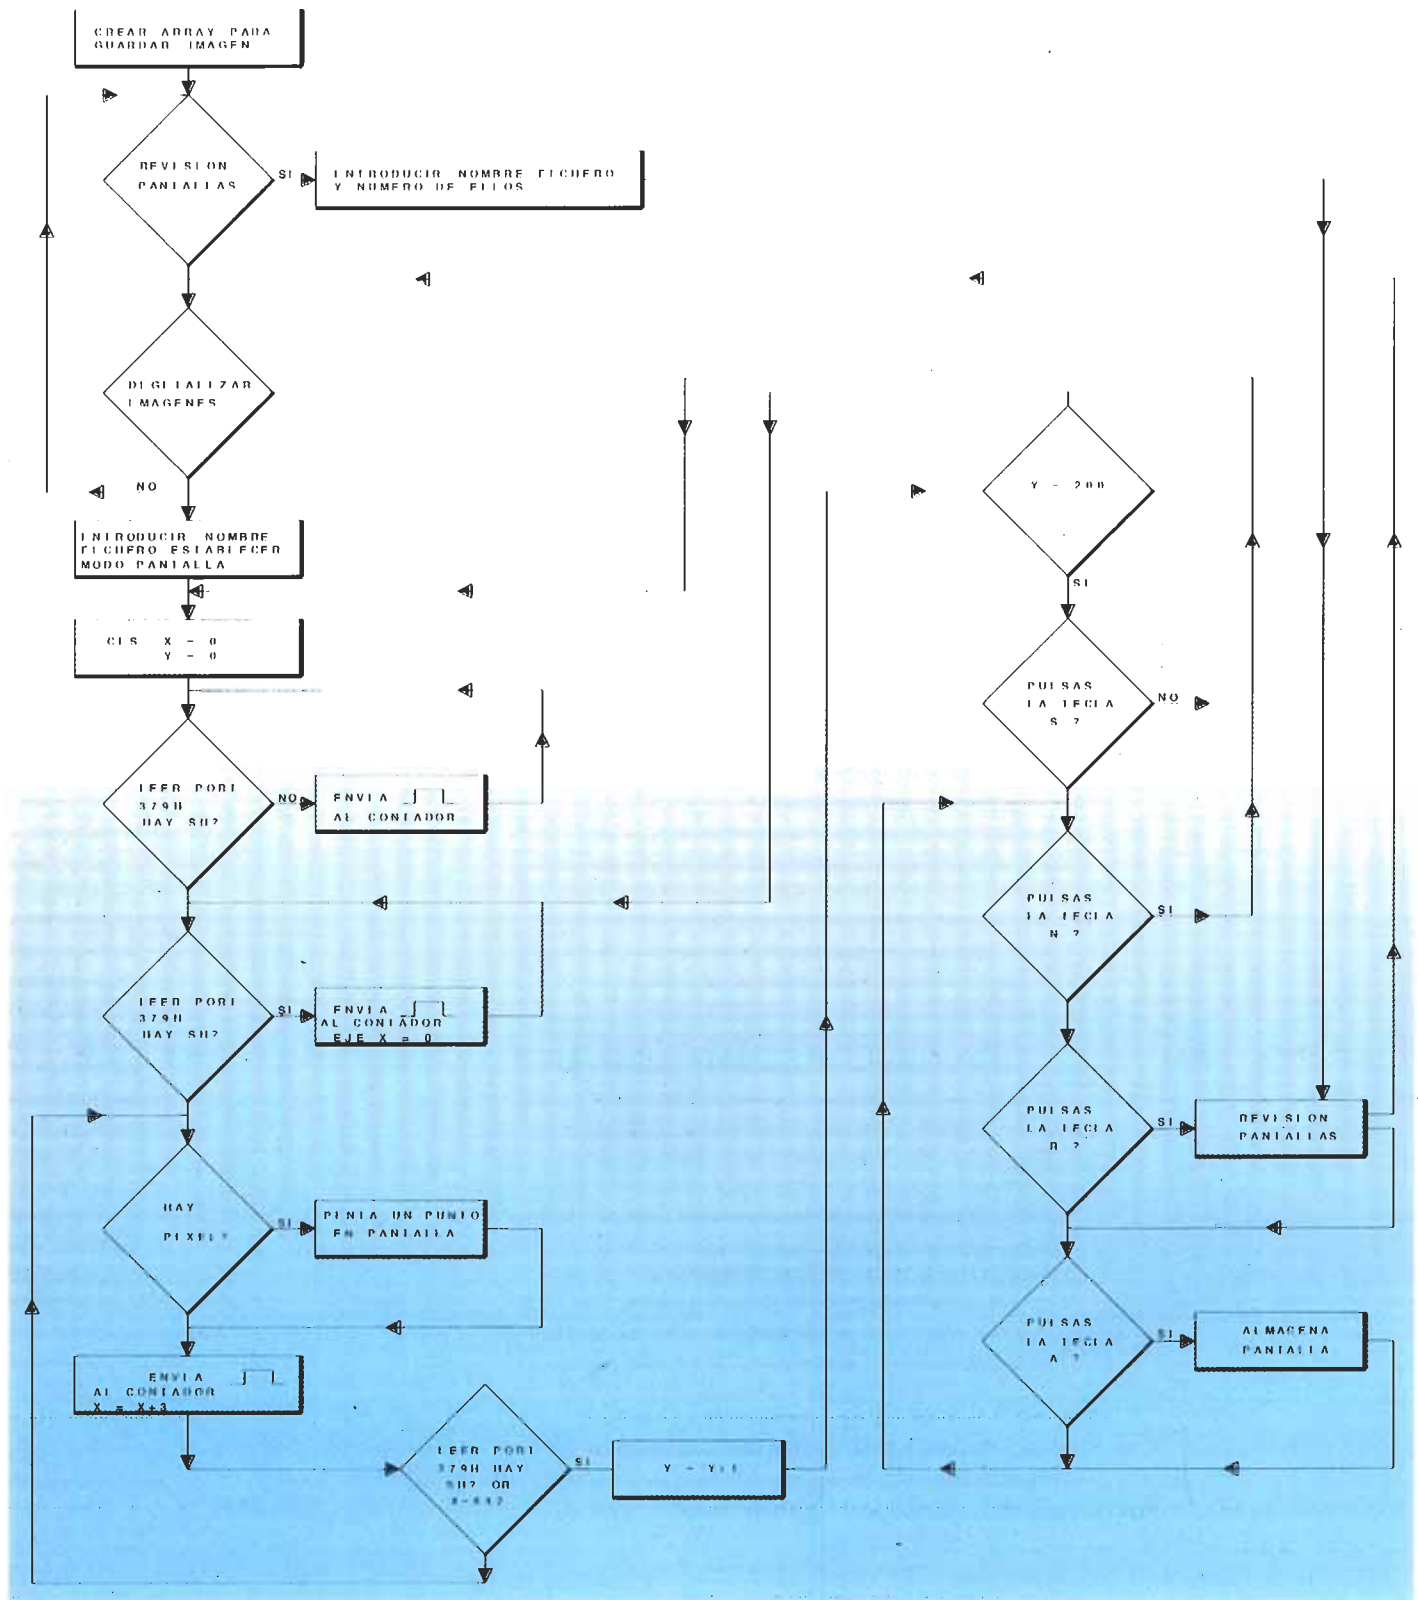 CREAR ARRAY PARA
GUARDAR IMAGEN
REVISION
PANTALLAS
SI
INTRODUCIR NOMBRE FICHERO
Y NUMERO DE ELLOS
DIGITALIZAR
IMAGENES
NO
INTRODUCIR NOMBRE
FICHERO ESTABLECER
MODO PANTALLA
CLS X = 0
Y = 0
LEER PORT
379H
HAY SH?
NO
ENVIA
AL CONTADOR
LEER PORT
379H
HAY SH?
SI
ENVIA
AL CONTADOR
EJE X = 0
HAY
PIXEL?
SI
PINTA UN PUNTO
EN PANTALLA
ENVIA
AL CONTADOR
X = X+3
LEER PORT
379H HAY
SH? OR
SI
Y = Y+1
Y = 200
SI
PULSAS
LA TECLA
S ?
NO
PULSAS
LA TECLA
N ?
SI
PULSAS
LA TECLA
R ?
SI
REVISION
PANTALLAS
PULSAS
LA TECLA
A ?
SI
ALMACENA
PANTALLA